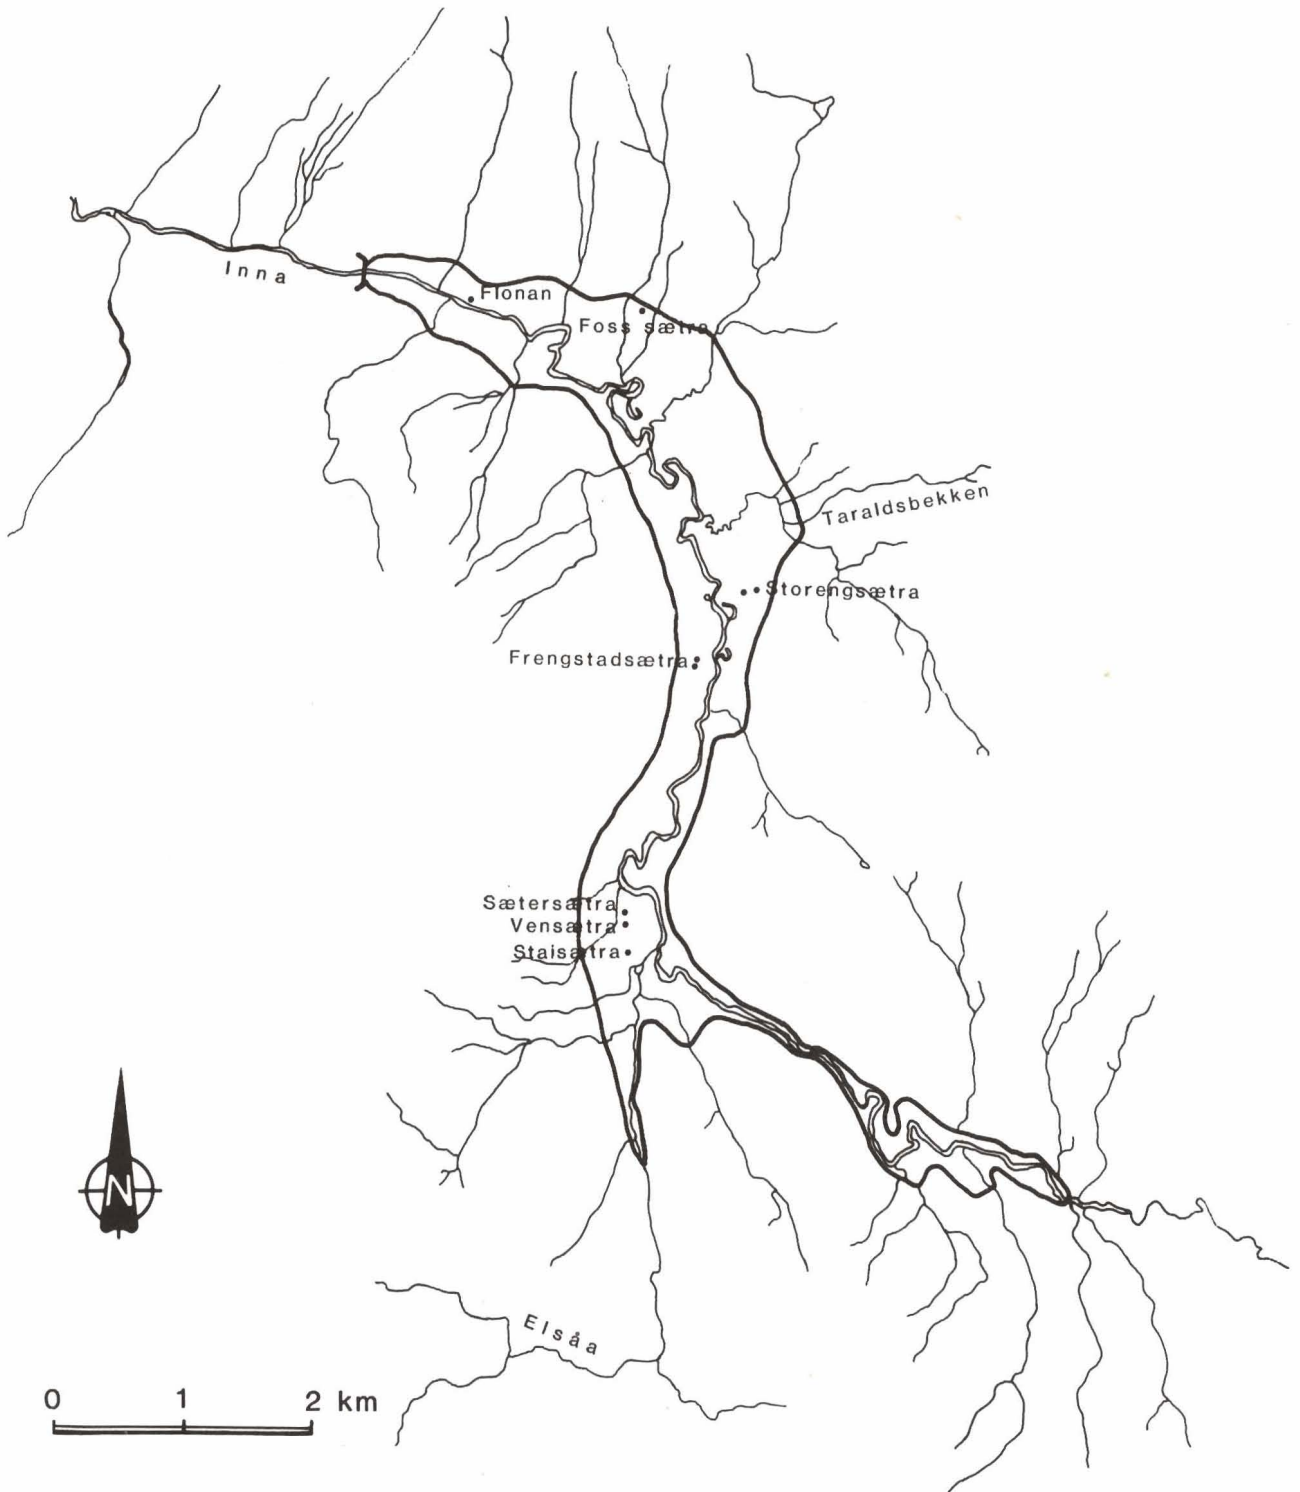 Inna
Flonan
Foss sætra
Taraldsbekken
Storengsætra
Frengstadsætra
Sætersætra
Vensætra
Staisætra
N
Elsåa
0 1 2 km